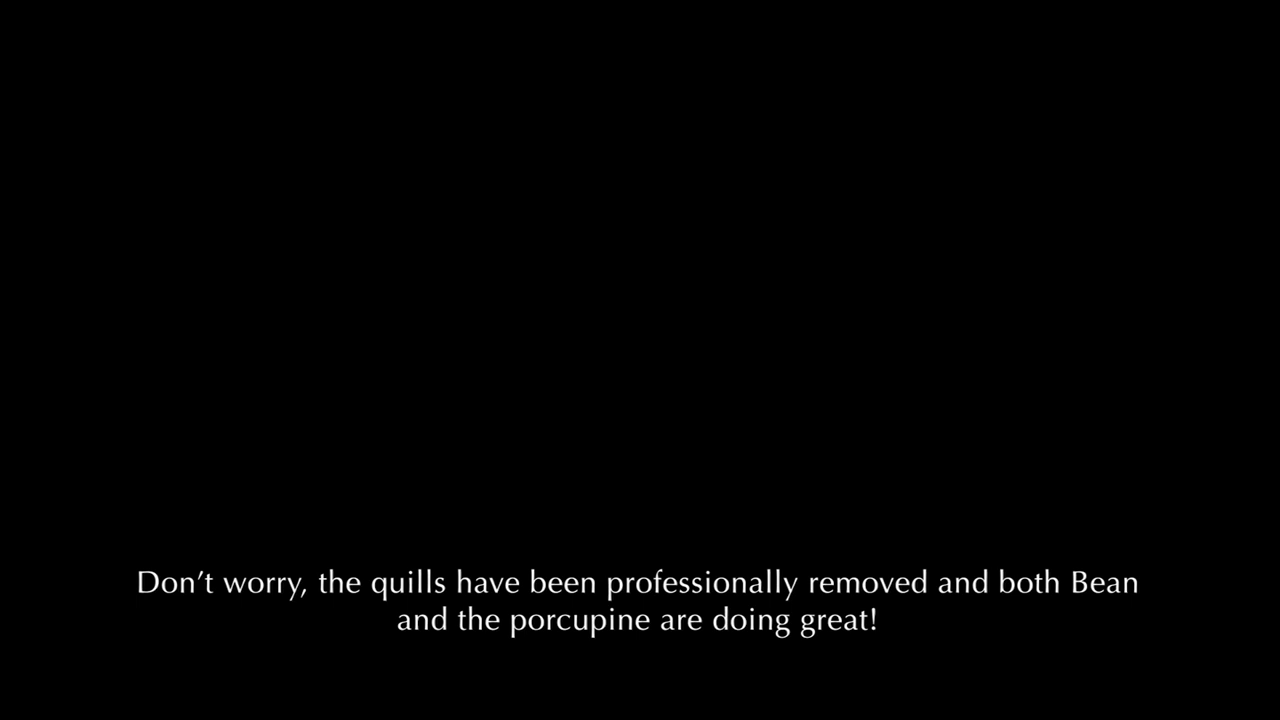 Don’t worry, the quills have been professionally removed and both Bean
and the porcupine are doing great!